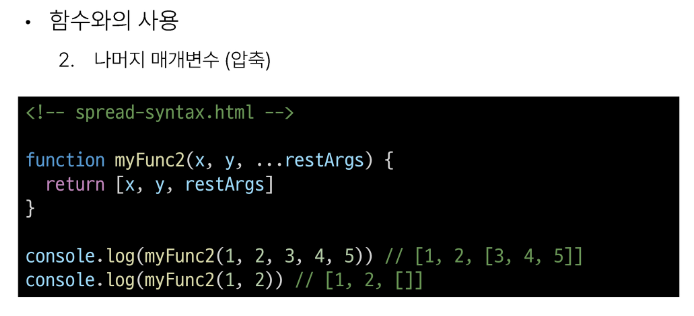 • 함수와의 사용
2. 나머지 매개변수 (압축)
<!-- spread-syntax.html -->
function myFunc2(x, y, ...restArgs) {
  return [x, y, restArgs]
}
console.log(myFunc2(1, 2, 3, 4, 5)) // [1, 2, [3, 4, 5]]
console.log(myFunc2(1, 2)) // [1, 2, []]